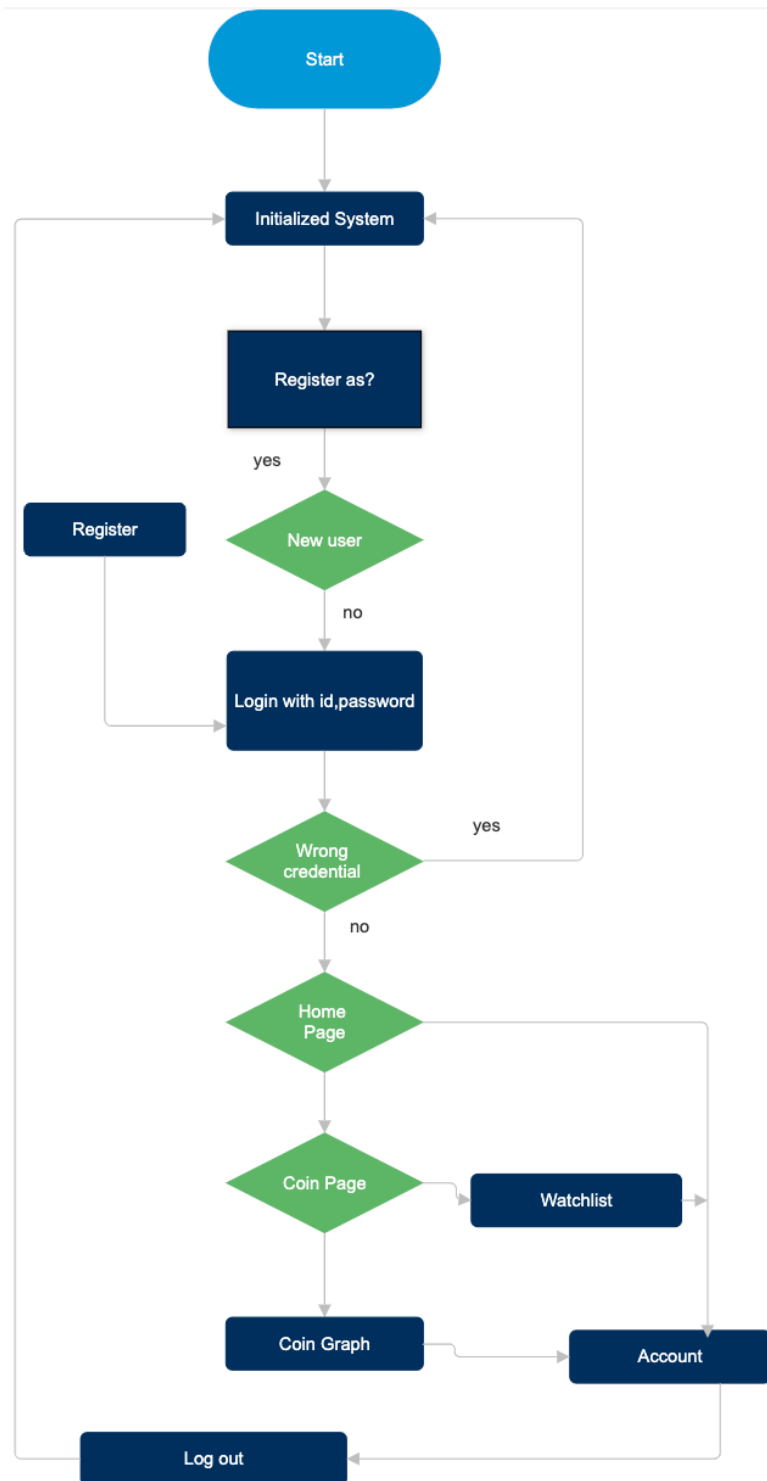 Start
Initialized System
Register as?
yes
Register
New user
no
Login with id,password
Wrong
credential
yes
no
Home
Page
Coin Page
Watchlist
Coin Graph
Account
Log out